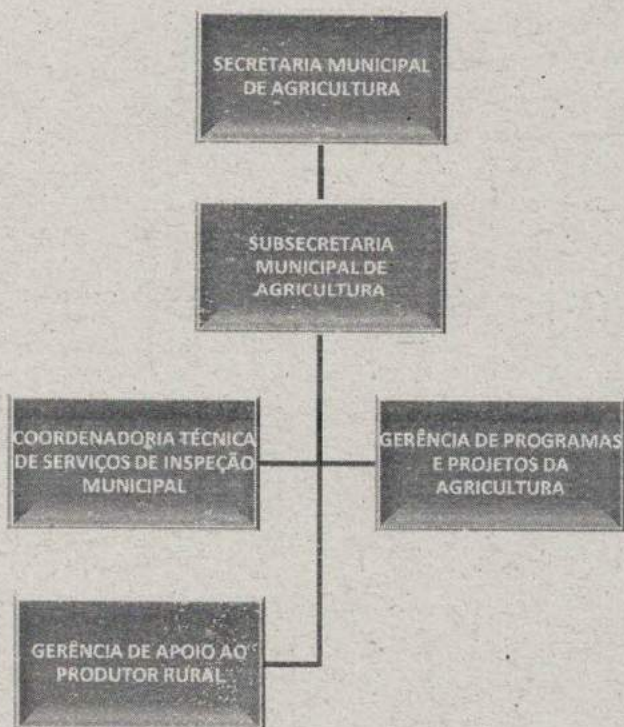 SECRETARIA MUNICIPAL
DE AGRICULTURA
SUBSECRETARIA
MUNICIPAL DE
AGRICULTURA
COORDENADORIA TÉCNICA
DE SERVIÇOS DE INSPEÇÃO
MUNICIPAL
GERÊNCIA DE PROGRAMAS
E PROJETOS DA
AGRICULTURA
GERÊNCIA DE APOIO AO
PRODUTOR RURAL